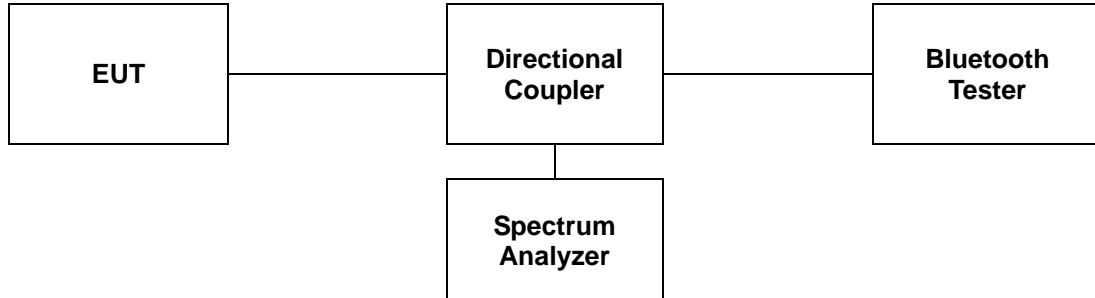 EUT
Directional
Coupler
Bluetooth
Tester
Spectrum
Analyzer